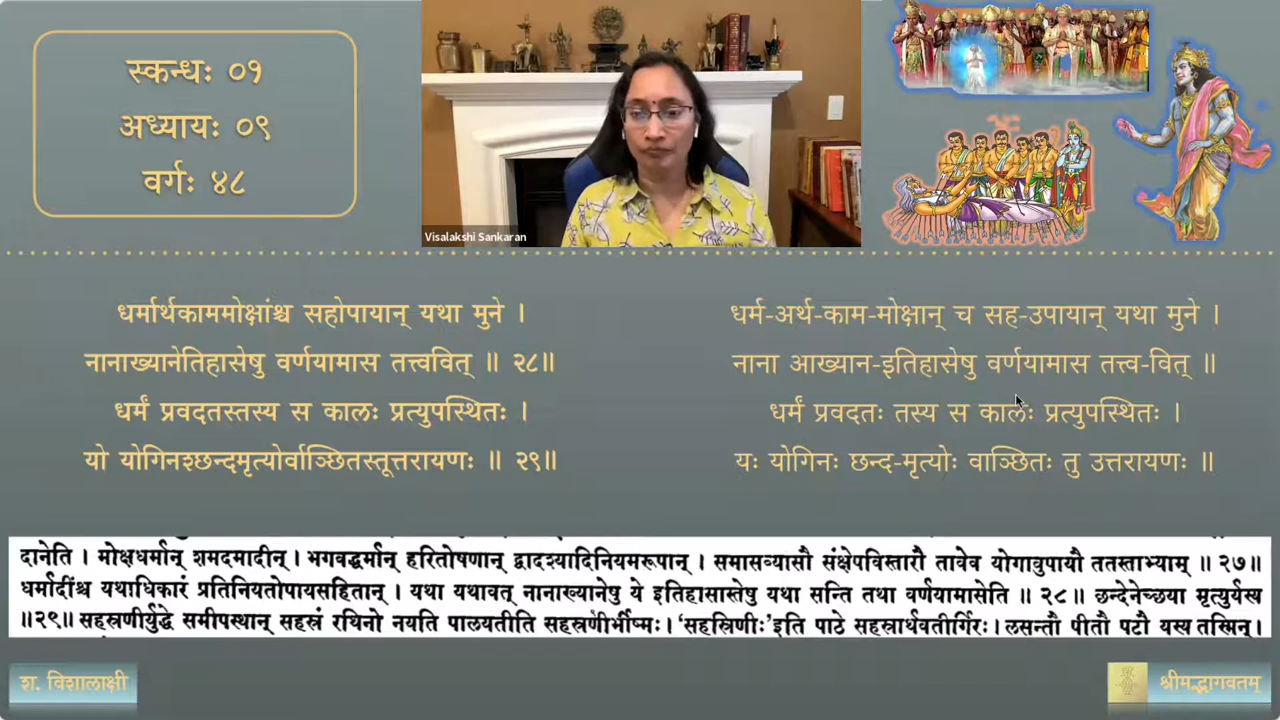 स्कन्धः ०१
अध्यायः ०९
वर्गः ४८
Visalakshi Sankaran
धर्मार्थकाममोक्षांश्च सहोपायान् यथा मुने ।
नानाख्यानेतिहासेषु वर्णयामास तत्त्ववित् ॥ २८॥
धर्मं प्रवदतस्तस्य स कालः प्रत्युपस्थितः ।
यो योगिनश्छन्दमृत्योर्वाञ्छितस्तूत्तरायणः ॥ २९॥
धर्म-अर्थ-काम-मोक्षान् च सह-उपायान् यथा मुने ।
नाना आख्यान-इतिहासेषु वर्णयामास तत्त्व-वित् ॥
धर्मं प्रवदतः तस्य स कालः प्रत्युपस्थितः ।
यः योगिनः छन्द-मृत्योः वाञ्छितः तु उत्तरायणः ॥
दानेति । मोक्षधर्मान् शमदमादीन् । भगवद्धर्मान् हरितोषणान् द्वादश्यादिनियमरूपान् । समासव्यासौ संक्षेपविस्तारौ तावेव योगावुपायौ ततस्ताभ्याम् ॥ २७॥
धर्मादींश्च यथाधिकारं प्रतिनियतोपायसहितान् । यथा यथावत् नानाख्यानेषु ये इतिहासास्तेषु यथा सन्ति तथा वर्णयामासेति ॥ २८॥ छन्देनेच्छया मृत्युर्यस्य
॥२९॥ सहस्रणीर्युद्धे समीपस्थान् सहस्रं रथिनो नयति पालयतीति सहस्रणीर्भीष्मः। 'सहस्रिणीः'इति पाठे सहस्रार्थवतीर्गिरः। लसन्तौ पीतौ पटौ यस्य तस्मिन्।
श. विशालाक्षी
श्रीमद्भागवतम्